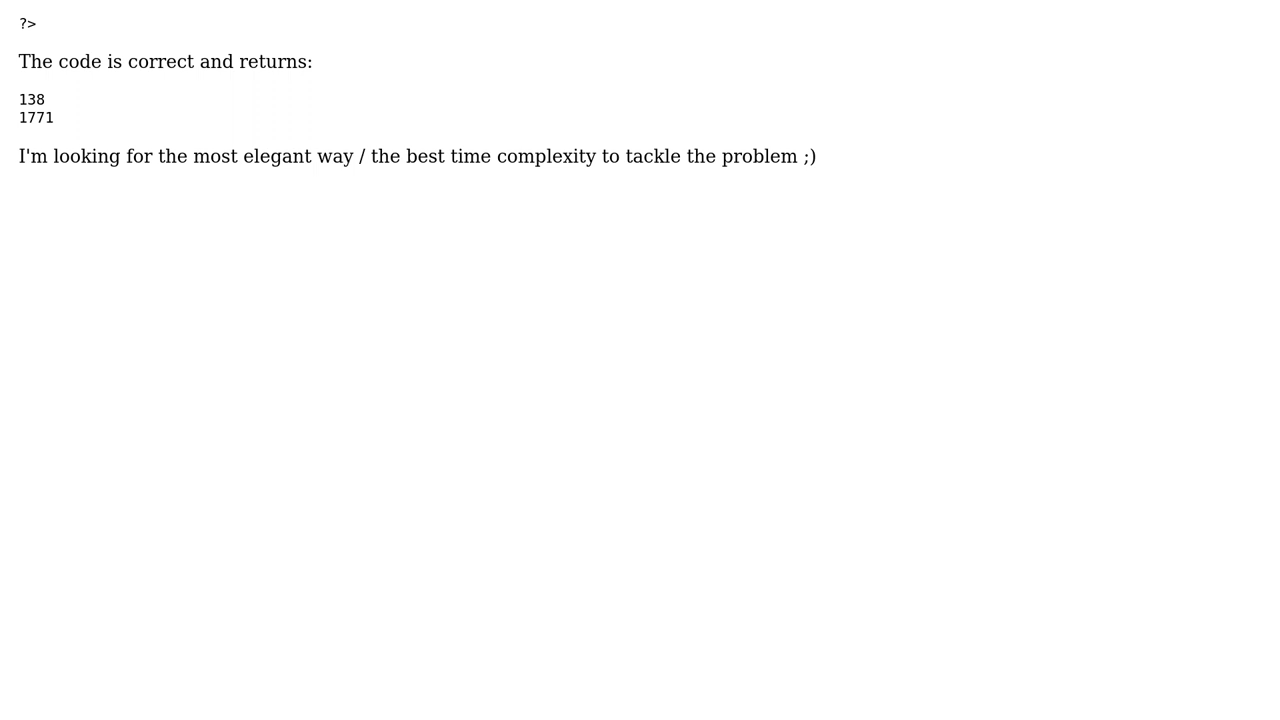 ?>
The code is correct and returns:
138
1771
I'm looking for the most elegant way / the best time complexity to tackle the problem ;)